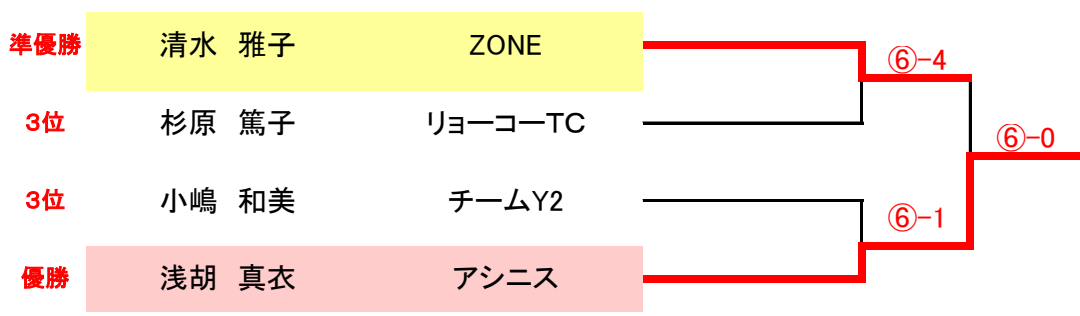 準優勝 清水 雅子 ZONE
⑥-4
3位 杉原 篤子 リョーコーTC
⑥-0
3位 小嶋 和美 チームY2
⑥-1
優勝 浅胡 真衣 アシニス